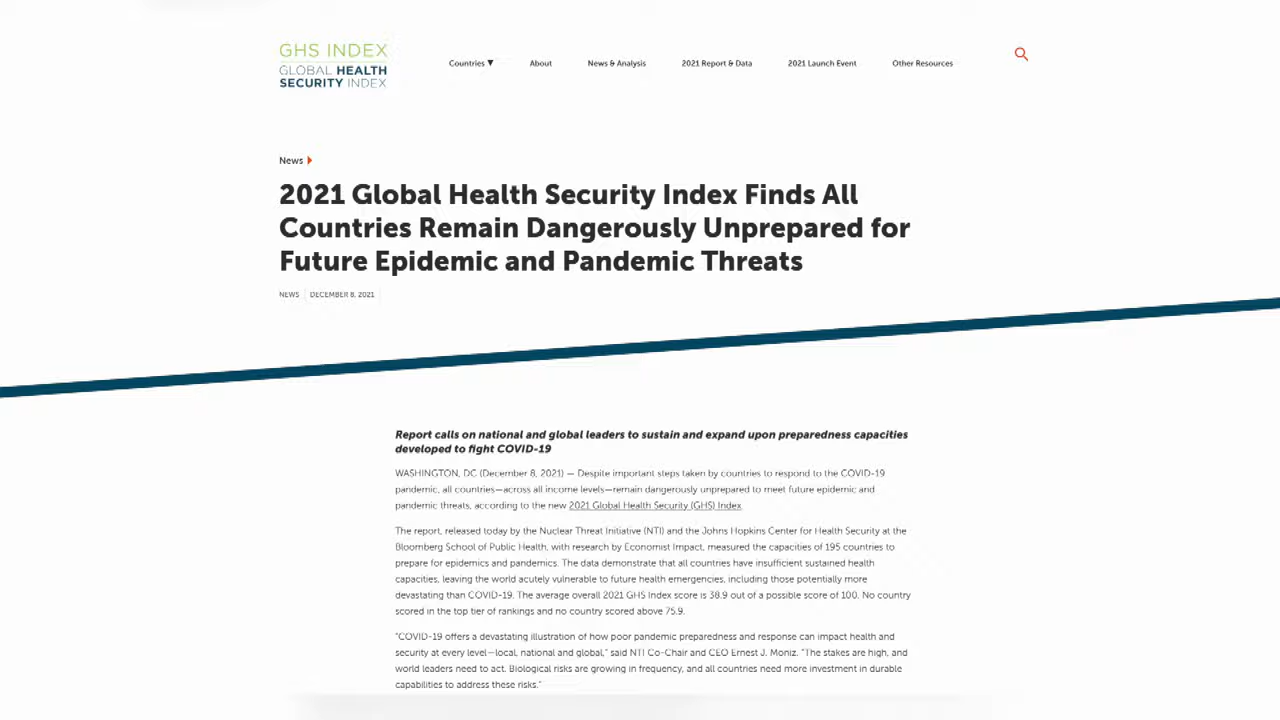 GHS INDEX
GLOBAL HEALTH
SECURITY INDEX
Countries ▼ About News & Analysis 2021 Report & Data 2021 Launch Event Other Resources
News
2021 Global Health Security Index Finds All
Countries Remain Dangerously Unprepared for
Future Epidemic and Pandemic Threats
NEWS DECEMBER 8, 2021
Report calls on national and global leaders to sustain and expand upon preparedness capacities
developed to fight COVID-19
WASHINGTON, DC (December 8, 2021) — Despite important steps taken by countries to respond to the COVID-19
pandemic, all countries—across all income levels—remain dangerously unprepared to meet future epidemic and
pandemic threats, according to the new 2021 Global Health Security (GHS) Index.
The report, released today by the Nuclear Threat Initiative (NTI) and the Johns Hopkins Center for Health Security at the
Bloomberg School of Public Health, with research by Economist Impact, measured the capacities of 195 countries to
prepare for epidemics and pandemics. The data demonstrate that all countries have insufficient sustained health
capacities, leaving the world acutely vulnerable to future health emergencies, including those potentially more
devastating than COVID-19. The average overall 2021 GHS Index score is 38.9 out of a possible score of 100. No country
scored in the top tier of rankings and no country scored above 75.9.
"COVID-19 offers a devastating illustration of how poor pandemic preparedness and response can impact health and
security at every level—local, national and global," said NTI Co-Chair and CEO Ernest J. Moniz. "The stakes are high, and
world leaders need to act. Biological risks are growing in frequency, and all countries need more investment in durable
capabilities to address these risks."